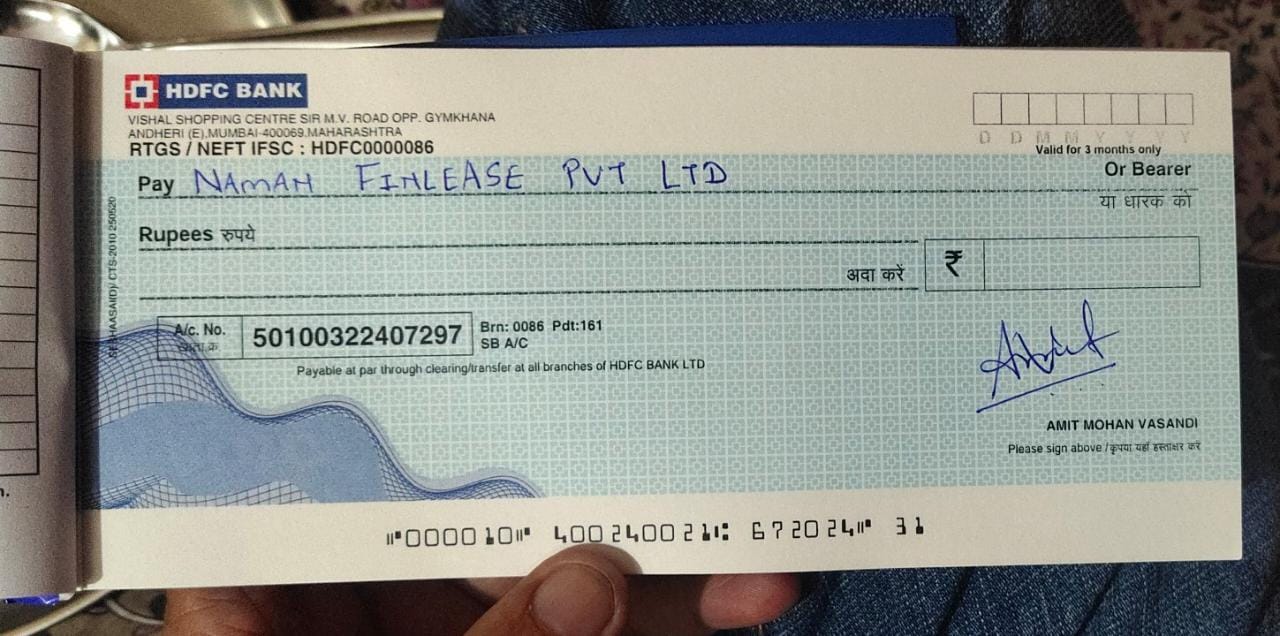 HDFC BANK
VISHAL SHOPPING CENTRE SIR M.V. ROAD OPP. GYMKHANA
ANDHERI (E),MUMBAI-400069.MAHARASHTRA
RTGS / NEFT IFSC : HDFC0000086
D D M M Y Y Y Y
Valid for 3 months only
Pay NAMAN FINLEASE PVT LTD
Or Bearer
या धारक को
Rupees रुपये
अदा करें ₹
A/c. No. 50100322407297
Brn: 0086 Pdt:161
SB A/C
Payable at par through clearing/transfer at all branches of HDFC BANK LTD
AMIT MOHAN VASANDI
Please sign above / कृपया यहाँ हस्ताक्षर करें
CTS-2010 250520
⑈000010⑈ 400240021⑆ 672024⑈ 31